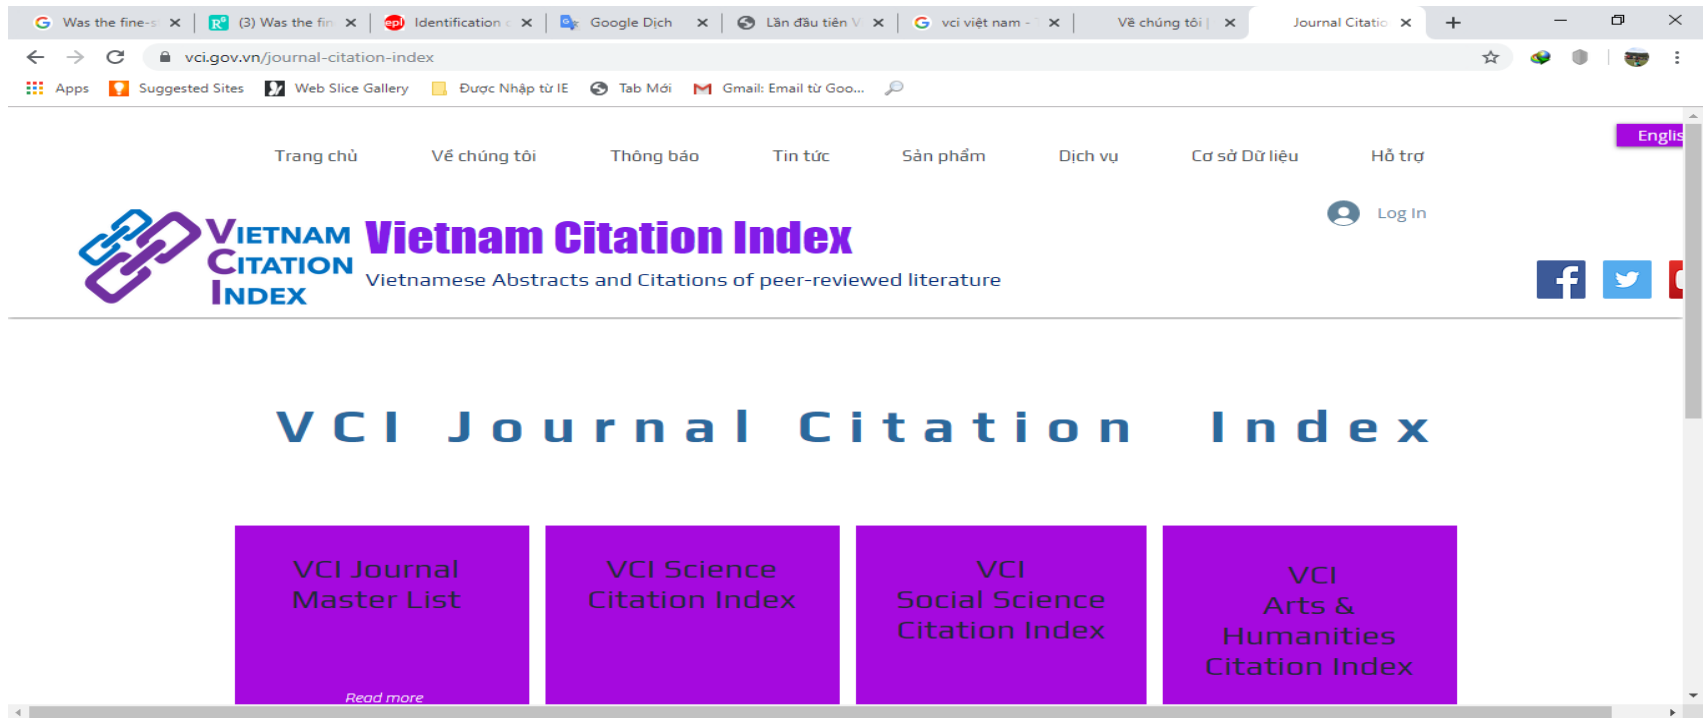 Was the fine-s
(3) Was the fin
Identification c
Google Dịch
Lần đầu tiên V
vci việt nam - T
Về chúng tôi |
Journal Citatio
vci.gov.vn/journal-citation-index
Apps Suggested Sites Web Slice Gallery Được Nhập từ IE Tab Mới Gmail: Email từ Goo...
Englis
Trang chủ Về chúng tôi Thông báo Tin tức Sản phẩm Dịch vụ Cơ sở Dữ liệu Hỗ trợ
Log In
VIETNAM
CITATION
INDEX
Vietnam Citation Index
Vietnamese Abstracts and Citations of peer-reviewed literature
VCI Journal Citation Index
VCI Journal
Master List
Read more
VCI Science
Citation Index
VCI
Social Science
Citation Index
VCI
Arts &
Humanities
Citation Index